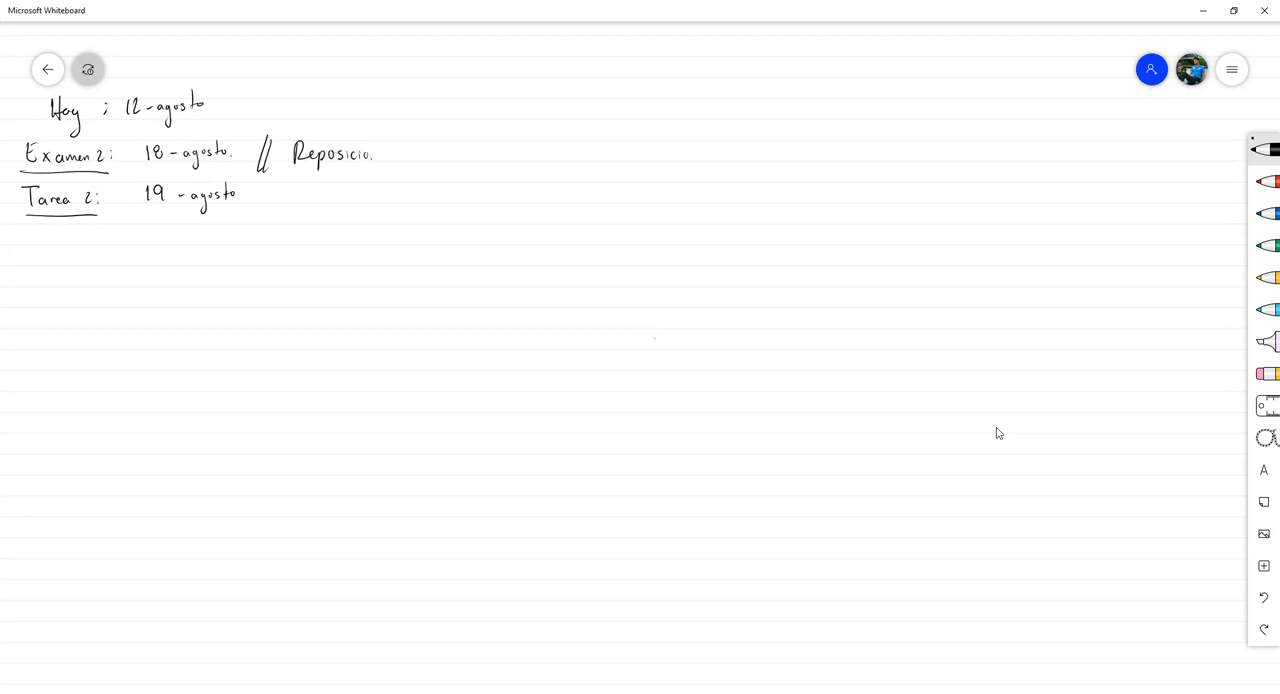 Microsoft Whiteboard
Hoy : 12-agosto
Examen 2: 18-agosto. // Reposicio.
Tarea 2: 19-agosto
A